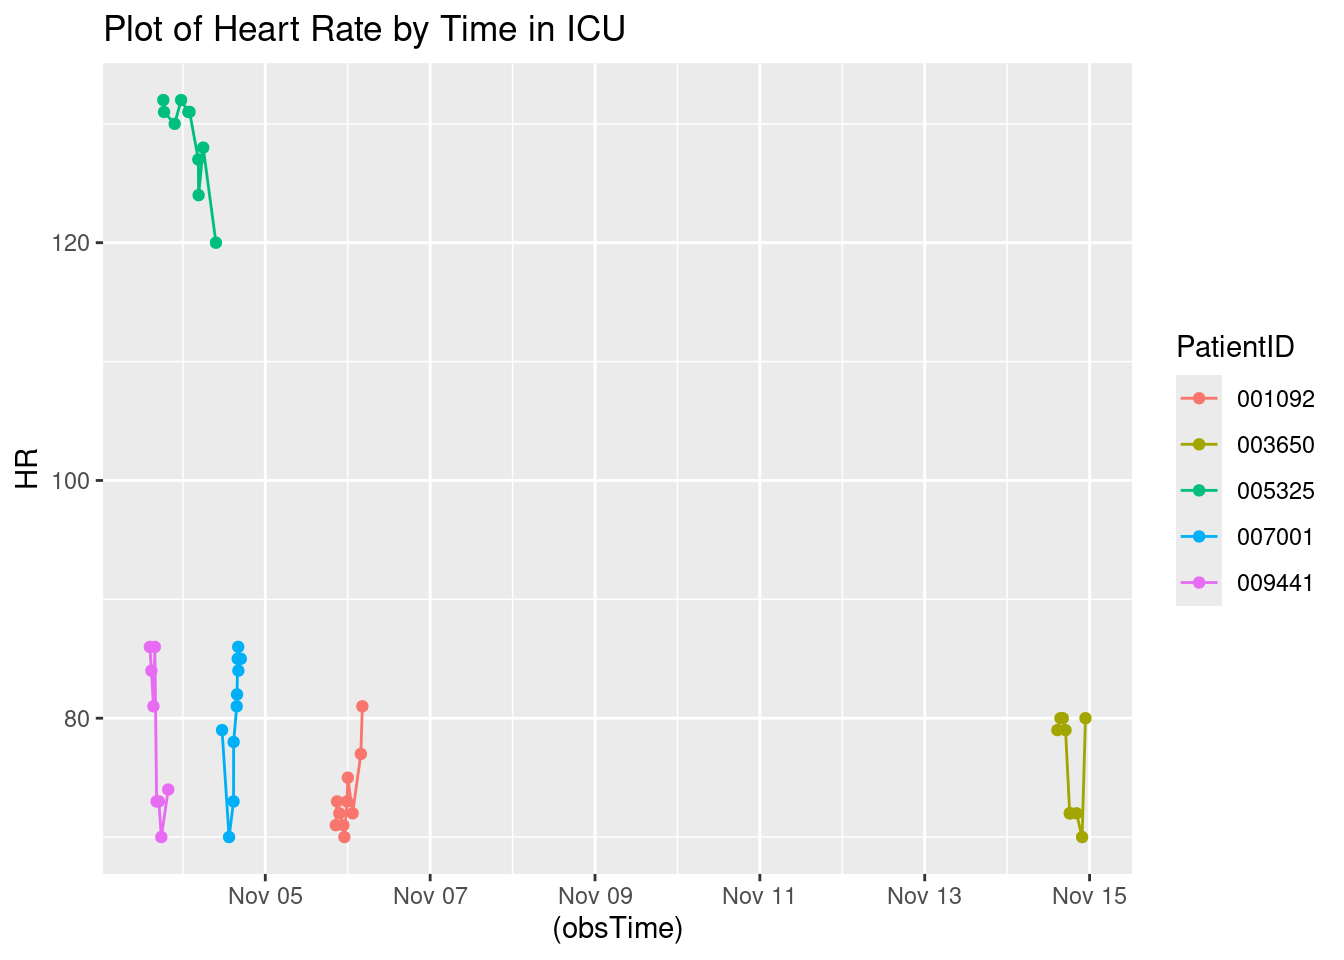 Plot of Heart Rate by Time in ICU
HR
120
100
80
Nov 05 Nov 07 Nov 09 Nov 11 Nov 13 Nov 15
(obsTime)
PatientID
001092
003650
005325
007001
009441